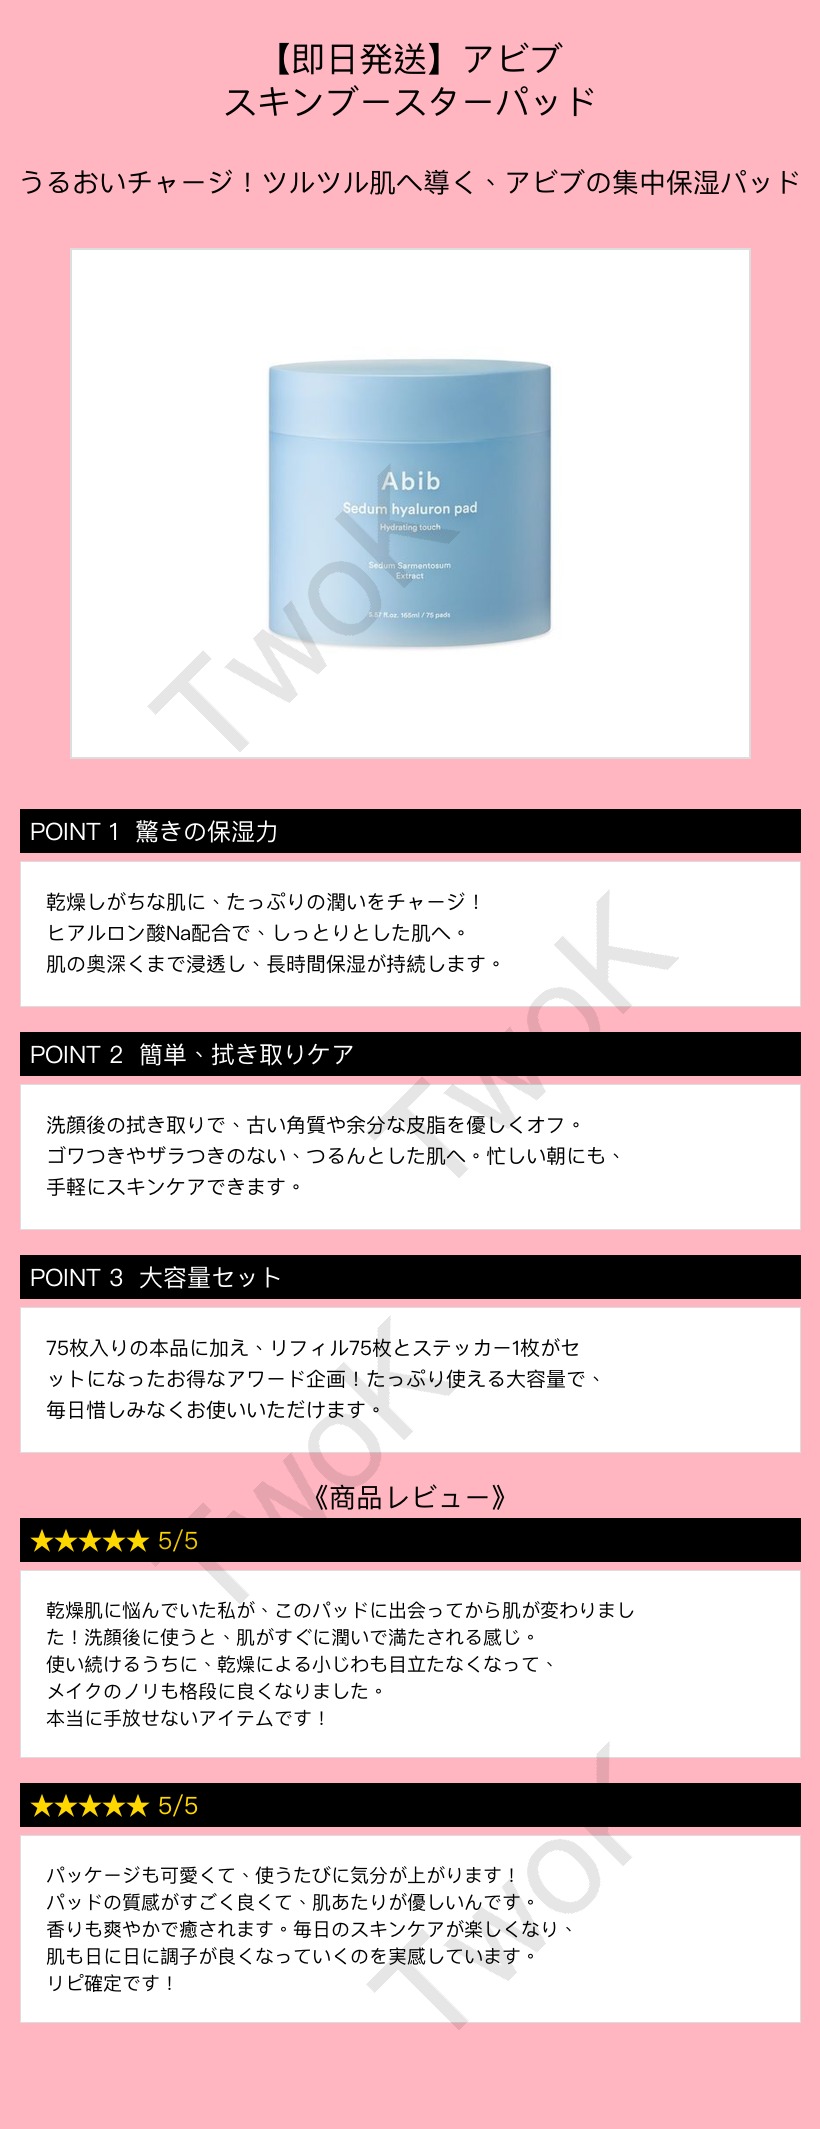 【即日発送】アビブ
スキンブースターパッド
うるおいチャージ！ツルツル肌へ導く、アビブの集中保湿パッド
Abib
Sedum hyaluron pad
Hydrating touch
Sedum Sarmentosum
Extract
5.57 fl.oz. 165ml / 75 pads
TwoK
POINT 1 驚きの保湿力
乾燥しがちな肌に、たっぷりの潤いをチャージ！
ヒアルロン酸Na配合で、しっとりとした肌へ。
肌の奥深くまで浸透し、長時間保湿が持続します。
TwoK
POINT 2 簡単、拭き取りケア
洗顔後の拭き取りで、古い角質や余分な皮脂を優しくオフ。
ゴワつきやザラつきのない、つるんとした肌へ。忙しい朝にも、
手軽にスキンケアできます。
POINT 3 大容量セット
75枚入りの本品に加え、リフィル75枚とステッカー1枚がセ
ットになったお得なアワード企画！たっぷり使える大容量で、
毎日惜しみなくお使いいただけます。
TwoK
《商品レビュー》
★★★★★ 5/5
乾燥肌に悩んでいた私が、このパッドに出会ってから肌が変わりまし
た！洗顔後に使うと、肌がすぐに潤いで満たされる感じ。
使い続けるうちに、乾燥による小じわも目立たなくなって、
メイクのノリも格段に良くなりました。
本当に手放せないアイテムです！
★★★★★ 5/5
パッケージも可愛くて、使うたびに気分が上がります！
パッドの質感がすごく良くて、肌あたりが優しいんです。
香りも爽やかで癒されます。毎日のスキンケアが楽しくなり、
肌も日に日に調子が良くなっていくのを実感しています。
リピ確定です！
TwoK